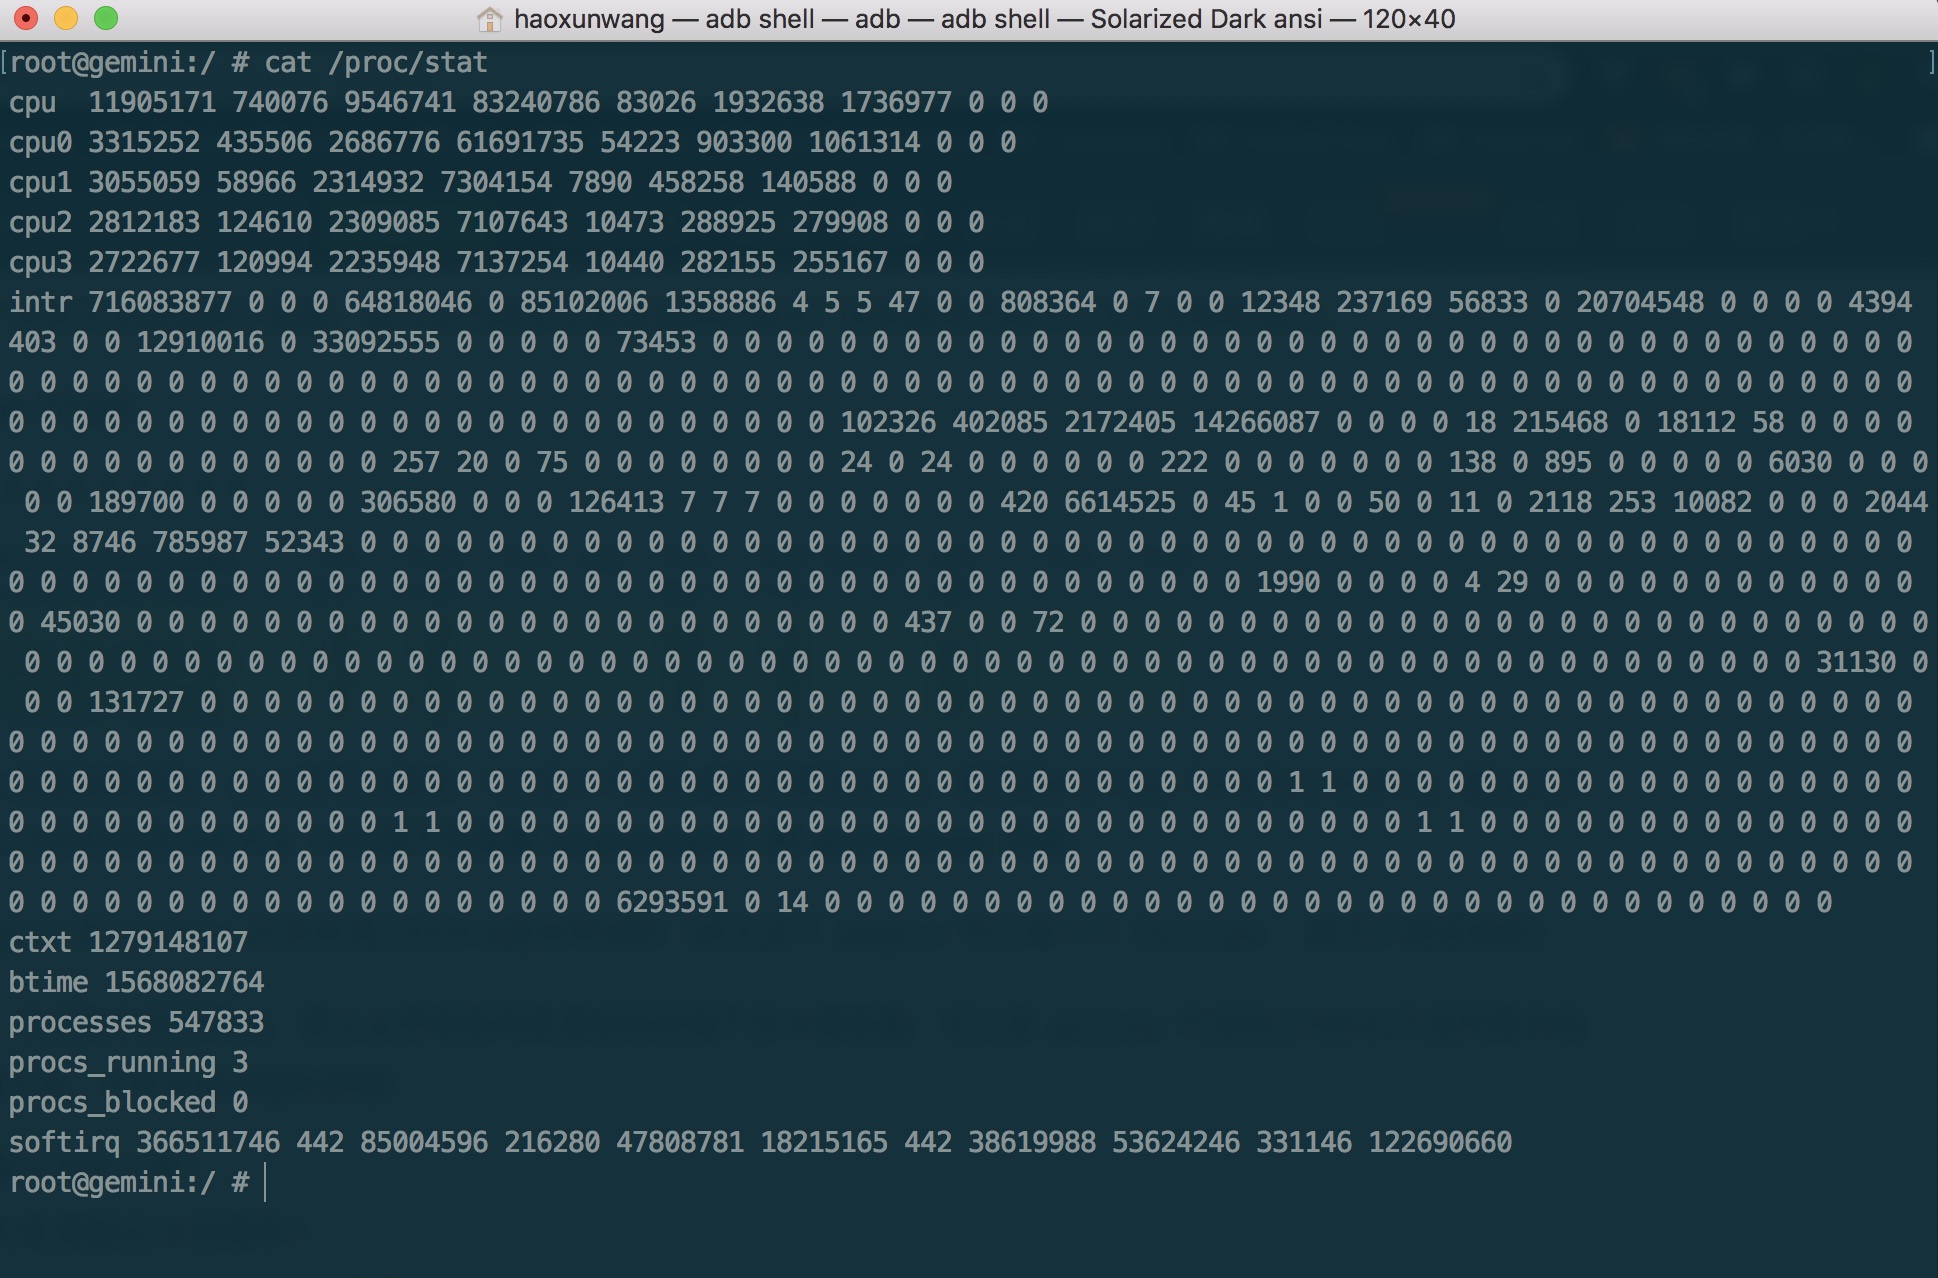 haoxunwang — adb shell — adb — adb shell — Solarized Dark ansi — 120×40
[root@gemini:/ # cat /proc/stat ]
cpu  11905171 740076 9546741 83240786 83026 1932638 1736977 0 0 0
cpu0 3315252 435506 2686776 61691735 54223 903300 1061314 0 0 0
cpu1 3055059 58966 2314932 7304154 7890 458258 140588 0 0 0
cpu2 2812183 124610 2309085 7107643 10473 288925 279908 0 0 0
cpu3 2722677 120994 2235948 7137254 10440 282155 255167 0 0 0
intr 716083877 0 0 0 64818046 0 85102006 1358886 4 5 5 47 0 0 808364 0 7 0 0 12348 237169 56833 0 20704548 0 0 0 0 4394
403 0 0 12910016 0 33092555 0 0 0 0 0 73453 0 0 0 0 0 0 0 0 0 0 0 0 0 0 0 0 0 0 0 0 0 0 0 0 0 0 0 0 0 0 0 0 0 0 0 0 0 0
0 0 0 0 0 0 0 0 0 0 0 0 0 0 0 0 0 0 0 0 0 0 0 0 0 0 0 0 0 0 0 0 0 0 0 0 0 0 0 0 0 0 0 0 0 0 0 0 0 0 0 0 0 0 0 0 0 0 0 0
0 0 0 0 0 0 0 0 0 0 0 0 0 0 0 0 0 0 0 0 0 0 0 0 0 0 102326 402085 2172405 14266087 0 0 0 0 18 215468 0 18112 58 0 0 0 0
0 0 0 0 0 0 0 0 0 0 0 0 257 20 0 75 0 0 0 0 0 0 0 0 24 0 24 0 0 0 0 0 0 222 0 0 0 0 0 0 0 138 0 895 0 0 0 0 0 6030 0 0 0
0 0 189700 0 0 0 0 0 306580 0 0 0 126413 7 7 7 0 0 0 0 0 0 0 420 6614525 0 45 1 0 0 50 0 11 0 2118 253 10082 0 0 0 2044
32 8746 785987 52343 0 0 0 0 0 0 0 0 0 0 0 0 0 0 0 0 0 0 0 0 0 0 0 0 0 0 0 0 0 0 0 0 0 0 0 0 0 0 0 0 0 0 0 0 0 0 0 0 0
0 0 0 0 0 0 0 0 0 0 0 0 0 0 0 0 0 0 0 0 0 0 0 0 0 0 0 0 0 0 0 0 0 0 0 0 0 0 0 1990 0 0 0 0 4 29 0 0 0 0 0 0 0 0 0 0 0 0
0 45030 0 0 0 0 0 0 0 0 0 0 0 0 0 0 0 0 0 0 0 0 0 0 0 0 437 0 0 72 0 0 0 0 0 0 0 0 0 0 0 0 0 0 0 0 0 0 0 0 0 0 0 0 0 0 0
0 0 0 0 0 0 0 0 0 0 0 0 0 0 0 0 0 0 0 0 0 0 0 0 0 0 0 0 0 0 0 0 0 0 0 0 0 0 0 0 0 0 0 0 0 0 0 0 0 0 0 0 0 0 0 0 31130 0
0 0 131727 0 0 0 0 0 0 0 0 0 0 0 0 0 0 0 0 0 0 0 0 0 0 0 0 0 0 0 0 0 0 0 0 0 0 0 0 0 0 0 0 0 0 0 0 0 0 0 0 0 0 0 0 0 0
0 0 0 0 0 0 0 0 0 0 0 0 0 0 0 0 0 0 0 0 0 0 0 0 0 0 0 0 0 0 0 0 0 0 0 0 0 0 0 0 0 0 0 0 0 0 0 0 0 0 0 0 0 0 0 0 0 0 0 0
0 0 0 0 0 0 0 0 0 0 0 0 0 0 0 0 0 0 0 0 0 0 0 0 0 0 0 0 0 0 0 0 0 0 0 0 0 0 0 0 1 1 0 0 0 0 0 0 0 0 0 0 0 0 0 0 0 0 0 0
0 0 0 0 0 0 0 0 0 0 0 0 1 1 0 0 0 0 0 0 0 0 0 0 0 0 0 0 0 0 0 0 0 0 0 0 0 0 0 0 0 0 0 0 1 1 0 0 0 0 0 0 0 0 0 0 0 0 0 0
0 0 0 0 0 0 0 0 0 0 0 0 0 0 0 0 0 0 0 0 0 0 0 0 0 0 0 0 0 0 0 0 0 0 0 0 0 0 0 0 0 0 0 0 0 0 0 0 0 0 0 0 0 0 0 0 0 0 0 0
0 0 0 0 0 0 0 0 0 0 0 0 0 0 0 0 0 0 0 6293591 0 14 0 0 0 0 0 0 0 0 0 0 0 0 0 0 0 0 0 0 0 0 0 0 0 0 0 0 0 0 0 0 0 0
ctxt 1279148107
btime 1568082764
processes 547833
procs_running 3
procs_blocked 0
softirq 366511746 442 85004596 216280 47808781 18215165 442 38619988 53624246 331146 122690660
root@gemini:/ #